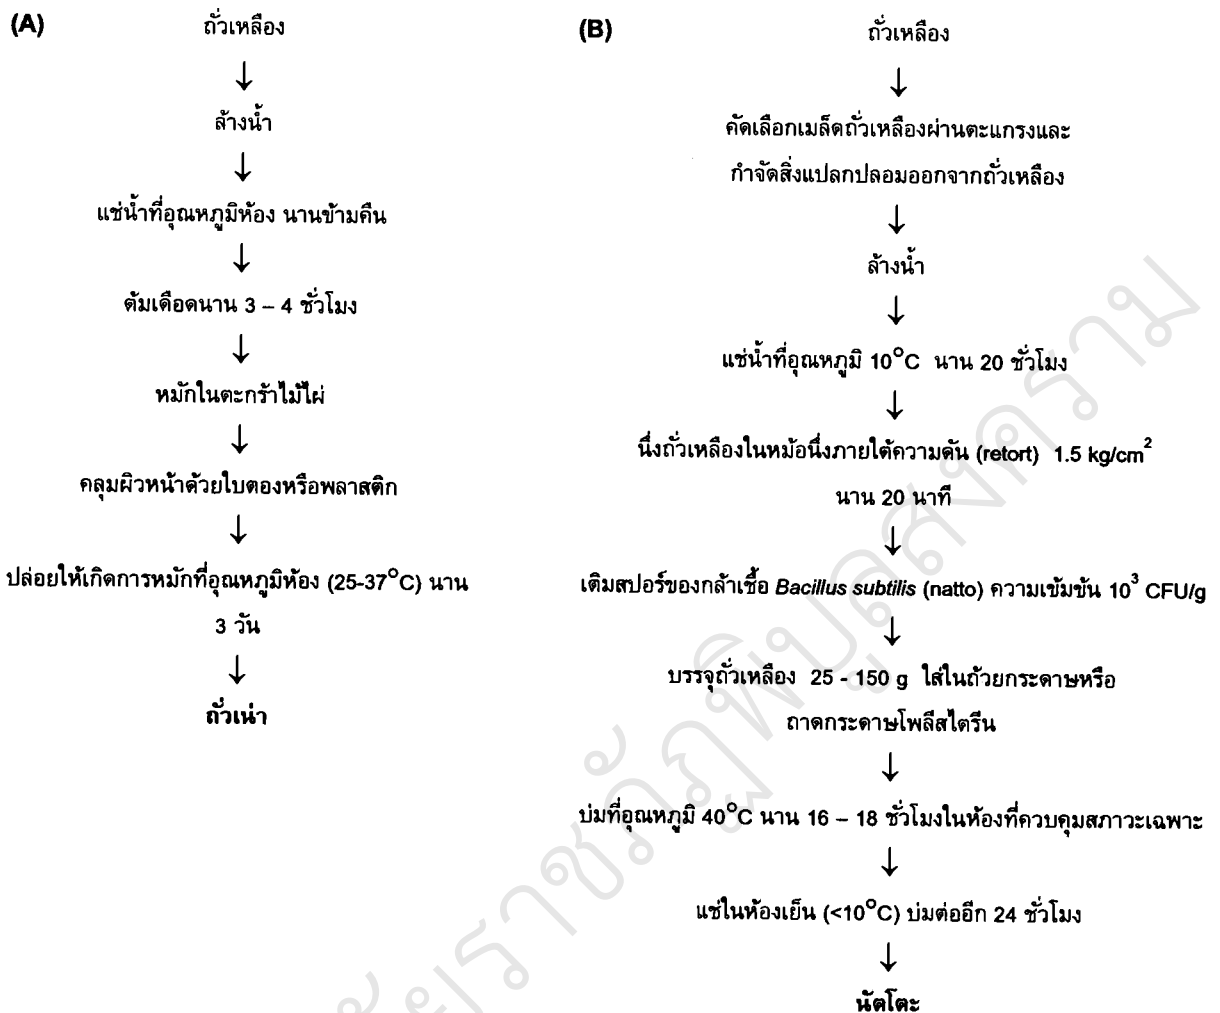 (A)
ถั่วเหลือง
↓
ล้างน้ำ
↓
แช่น้ำที่อุณหภูมิห้อง นานข้ามคืน
↓
ต้มเดือดนาน 3 – 4 ชั่วโมง
↓
หมักในตะกร้าไม้ไผ่
↓
คลุมผิวหน้าด้วยใบตองหรือพลาสติก
↓
ปล่อยให้เกิดการหมักที่อุณหภูมิห้อง (25-37°C) นาน
3 วัน
↓
ถั่วเน่า
(B)
ถั่วเหลือง
↓
คัดเลือกเมล็ดถั่วเหลืองผ่านตะแกรงและ
กำจัดสิ่งแปลกปลอมออกจากถั่วเหลือง
↓
ล้างน้ำ
↓
แช่น้ำที่อุณหภูมิ 10°C นาน 20 ชั่วโมง
↓
นึ่งถั่วเหลืองในหม้อนึ่งภายใต้ความดัน (retort) 1.5 kg/cm²
นาน 20 นาที
↓
เติมสปอร์ของกล้าเชื้อ Bacillus subtilis (natto) ความเข้มข้น 10³ CFU/g
↓
บรรจุถั่วเหลือง 25 - 150 g ใส่ในถ้วยกระดาษหรือ
ถาดกระดาษโพลีสไตรีน
↓
บ่มที่อุณหภูมิ 40°C นาน 16 – 18 ชั่วโมงในห้องที่ควบคุมสภาวะเฉพาะ
↓
แช่ในห้องเย็น (<10°C) บ่มต่ออีก 24 ชั่วโมง
↓
นัตโตะ
ราชภัฏพิบูลสงคราม